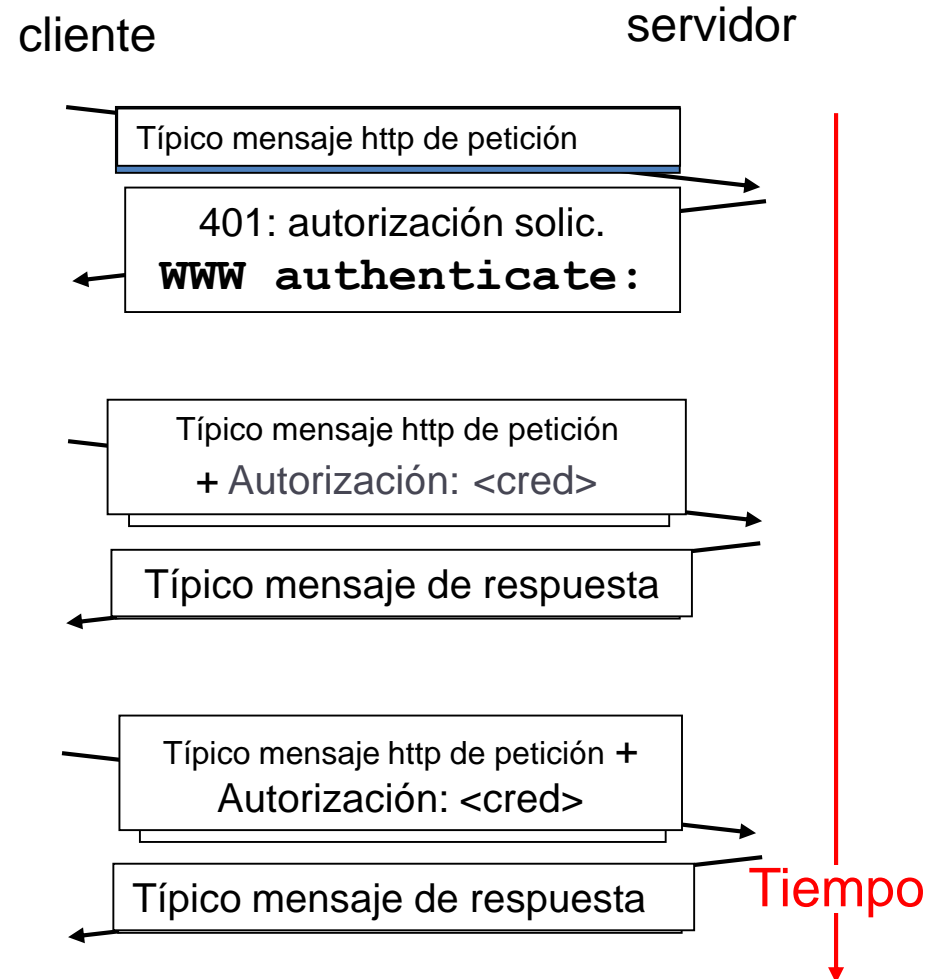 cliente
servidor
Típico mensaje http de petición
401: autorización solic.
WWW authenticate:
Típico mensaje http de petición
+ Autorización: <cred>
Típico mensaje de respuesta
Típico mensaje http de petición +
Autorización: <cred>
Típico mensaje de respuesta
Tiempo